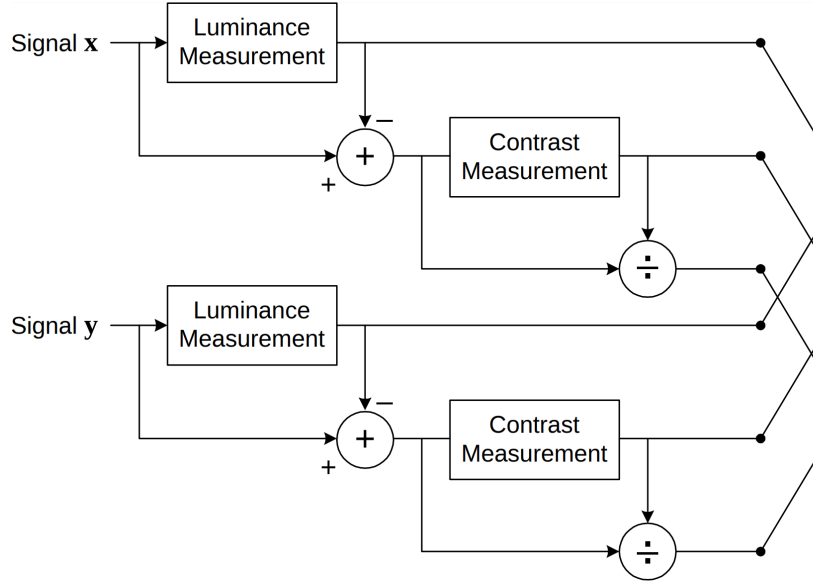 Signal x
Luminance
Measurement
−
+
+
Contrast
Measurement
÷
Signal y
Luminance
Measurement
−
+
+
Contrast
Measurement
÷